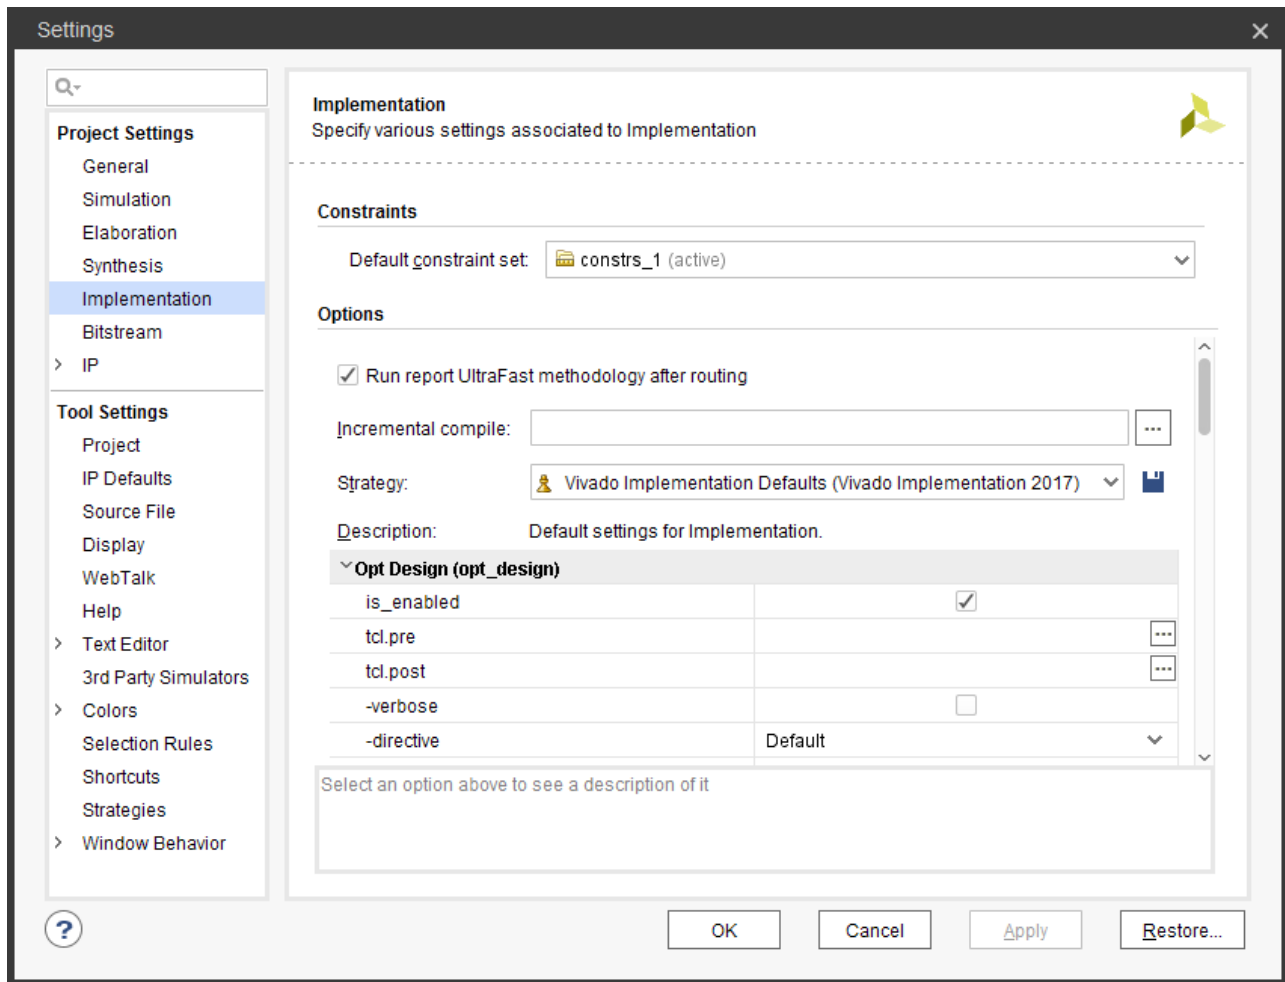 Settings
Project Settings
General
Simulation
Elaboration
Synthesis
Implementation
Bitstream
IP
Tool Settings
Project
IP Defaults
Source File
Display
WebTalk
Help
Text Editor
3rd Party Simulators
Colors
Selection Rules
Shortcuts
Strategies
Window Behavior
Implementation
Specify various settings associated to Implementation
Constraints
Default constraint set: constrs_1 (active)
Options
Run report UltraFast methodology after routing
Incremental compile: ...
Strategy: Vivado Implementation Defaults (Vivado Implementation 2017)
Description: Default settings for Implementation.
Opt Design (opt_design)
is_enabled
tcl.pre ...
tcl.post ...
-verbose
-directive Default
Select an option above to see a description of it
? OK Cancel Apply Restore...